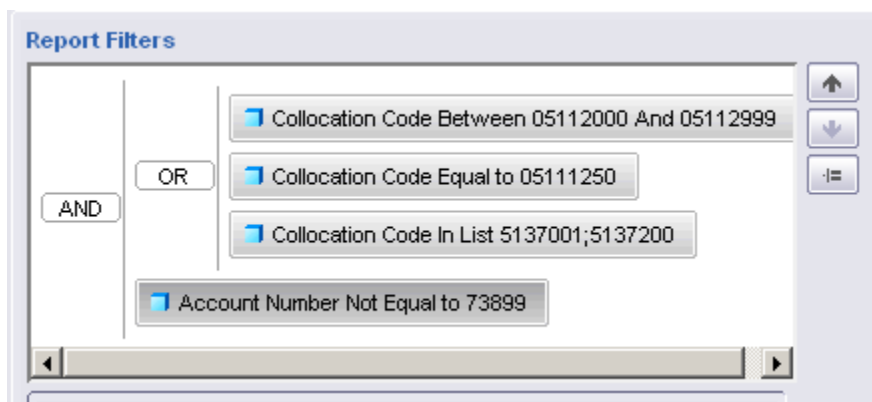 Report Filters
Collocation Code Between 05112000 And 05112999
OR
Collocation Code Equal to 05111250
AND
Collocation Code In List 5137001;5137200
Account Number Not Equal to 73899